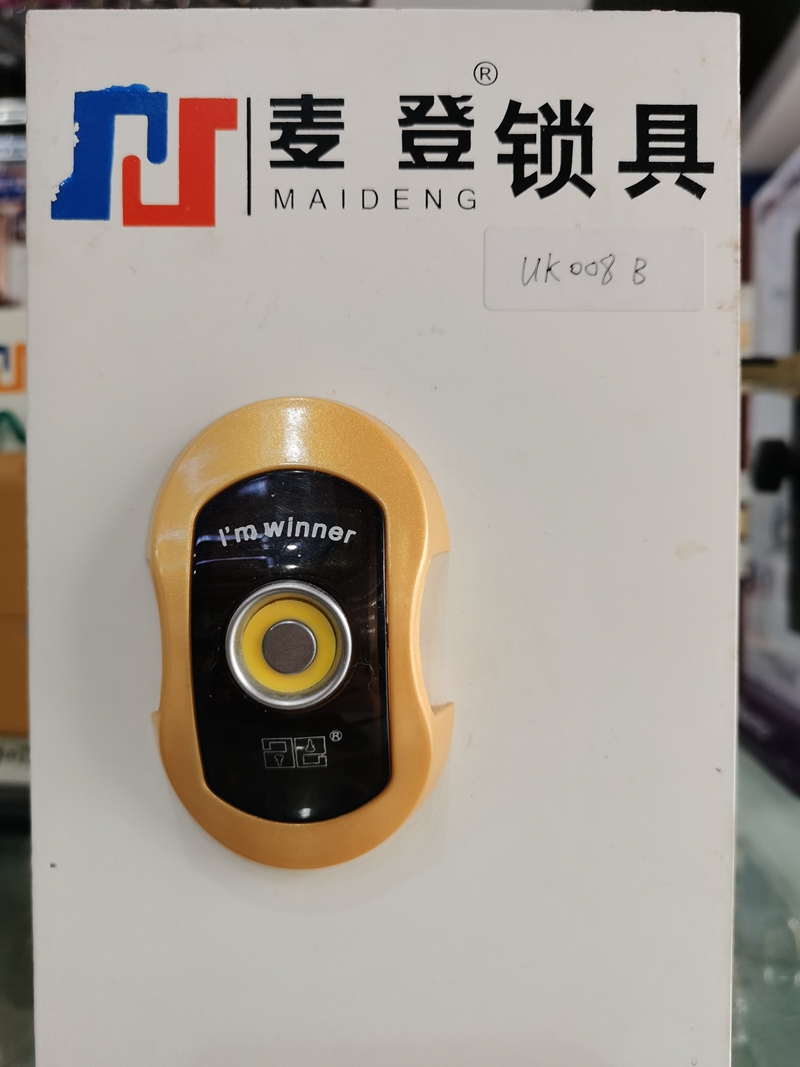 麦登®锁具
MAIDENG
UK008 B
I'm winner
®